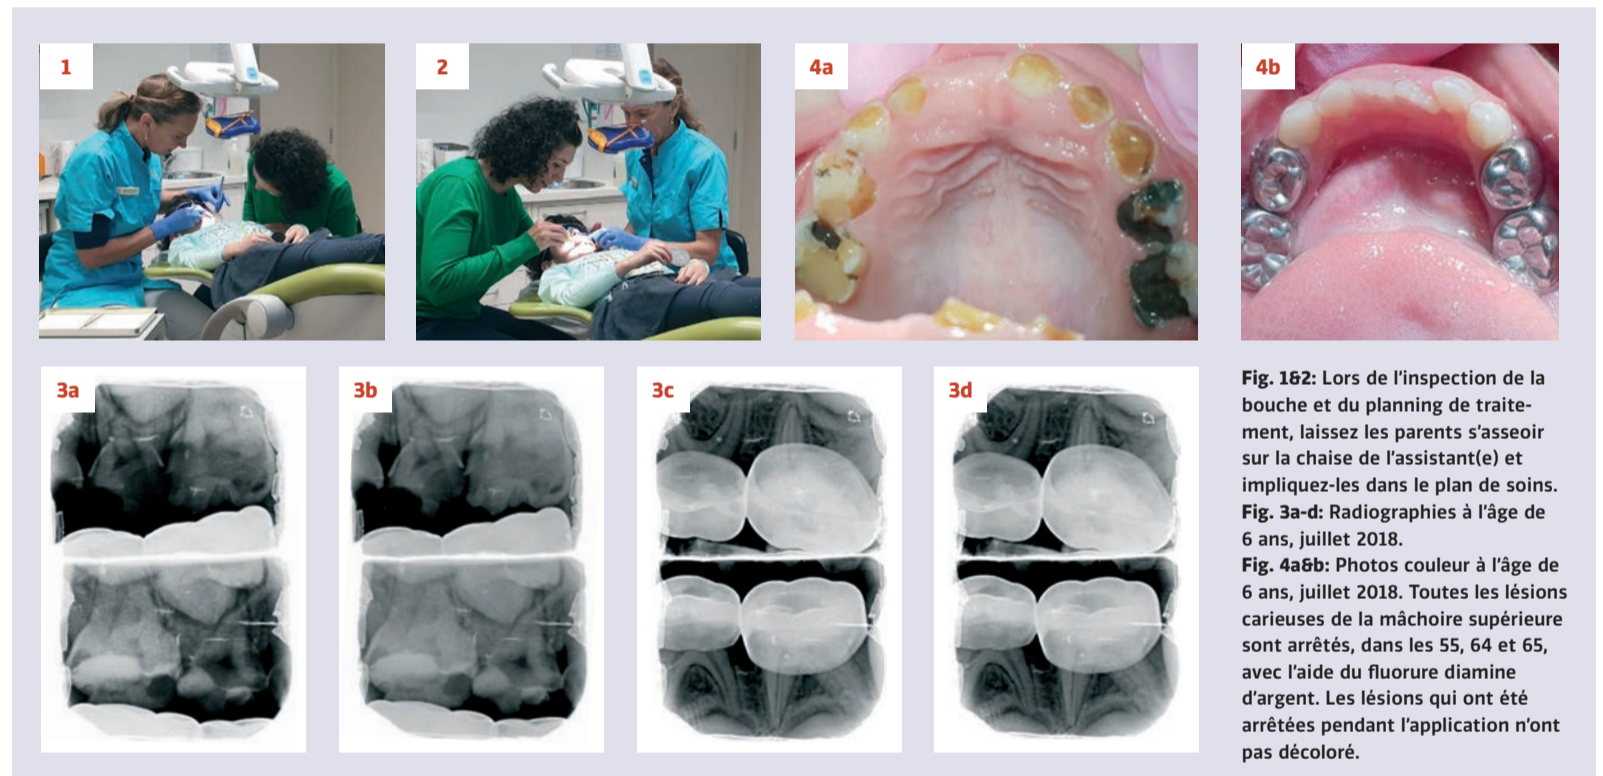 1
2
4a
4b
3a
3b
3c
3d
Fig. 1&2: Lors de l'inspection de la
bouche et du planning de traite-
ment, laissez les parents s'asseoir
sur la chaise de l'assistant(e) et
impliquez-les dans le plan de soins.
Fig. 3a-d: Radiographies à l'âge de
6 ans, juillet 2018.
Fig. 4a&b: Photos couleur à l'âge de
6 ans, juillet 2018. Toutes les lésions
carieuses de la mâchoire supérieure
sont arrêtés, dans les 55, 64 et 65,
avec l'aide du fluorure diamine
d'argent. Les lésions qui ont été
arrêtées pendant l'application n'ont
pas décoloré.